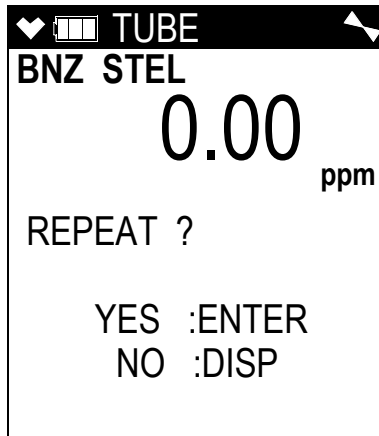 TUBE
BNZ STEL
0.00
ppm
REPEAT ?
YES :ENTER
NO :DISP